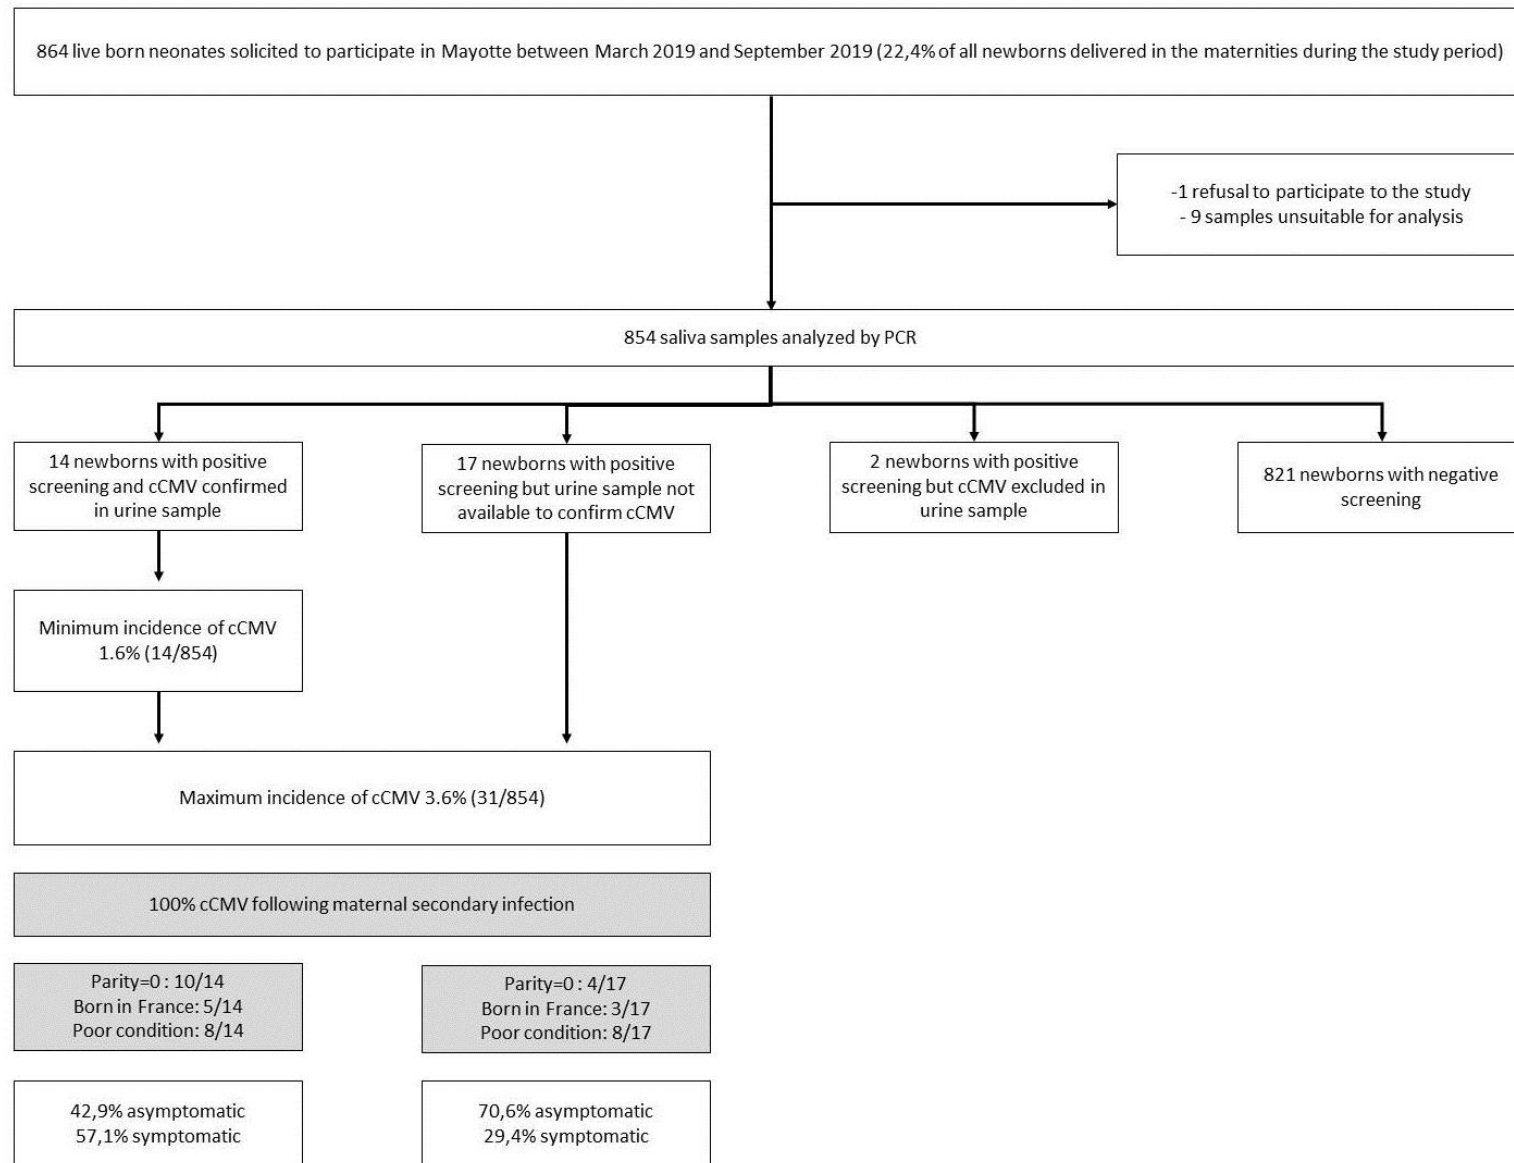 864 live born neonates solicited to participate in Mayotte between March 2019 and September 2019 (22,4% of all newborns delivered in the maternities during the study period)
-1 refusal to participate to the study
- 9 samples unsuitable for analysis
854 saliva samples analyzed by PCR
14 newborns with positive
screening and cCMV confirmed
in urine sample
17 newborns with positive
screening but urine sample not
available to confirm cCMV
2 newborns with positive
screening but cCMV excluded in
urine sample
821 newborns with negative
screening
Minimum incidence of cCMV
1.6% (14/854)
Maximum incidence of cCMV 3.6% (31/854)
100% cCMV following maternal secondary infection
Parity=0 : 10/14
Born in France: 5/14
Poor condition: 8/14
Parity=0 : 4/17
Born in France: 3/17
Poor condition: 8/17
42,9% asymptomatic
57,1% symptomatic
70,6% asymptomatic
29,4% symptomatic